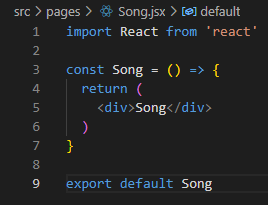 src > pages > Song.jsx > default
1 import React from 'react'
2
3 const Song = () => {
4   return (
5     <div>Song</div>
6   )
7 }
8
9 export default Song